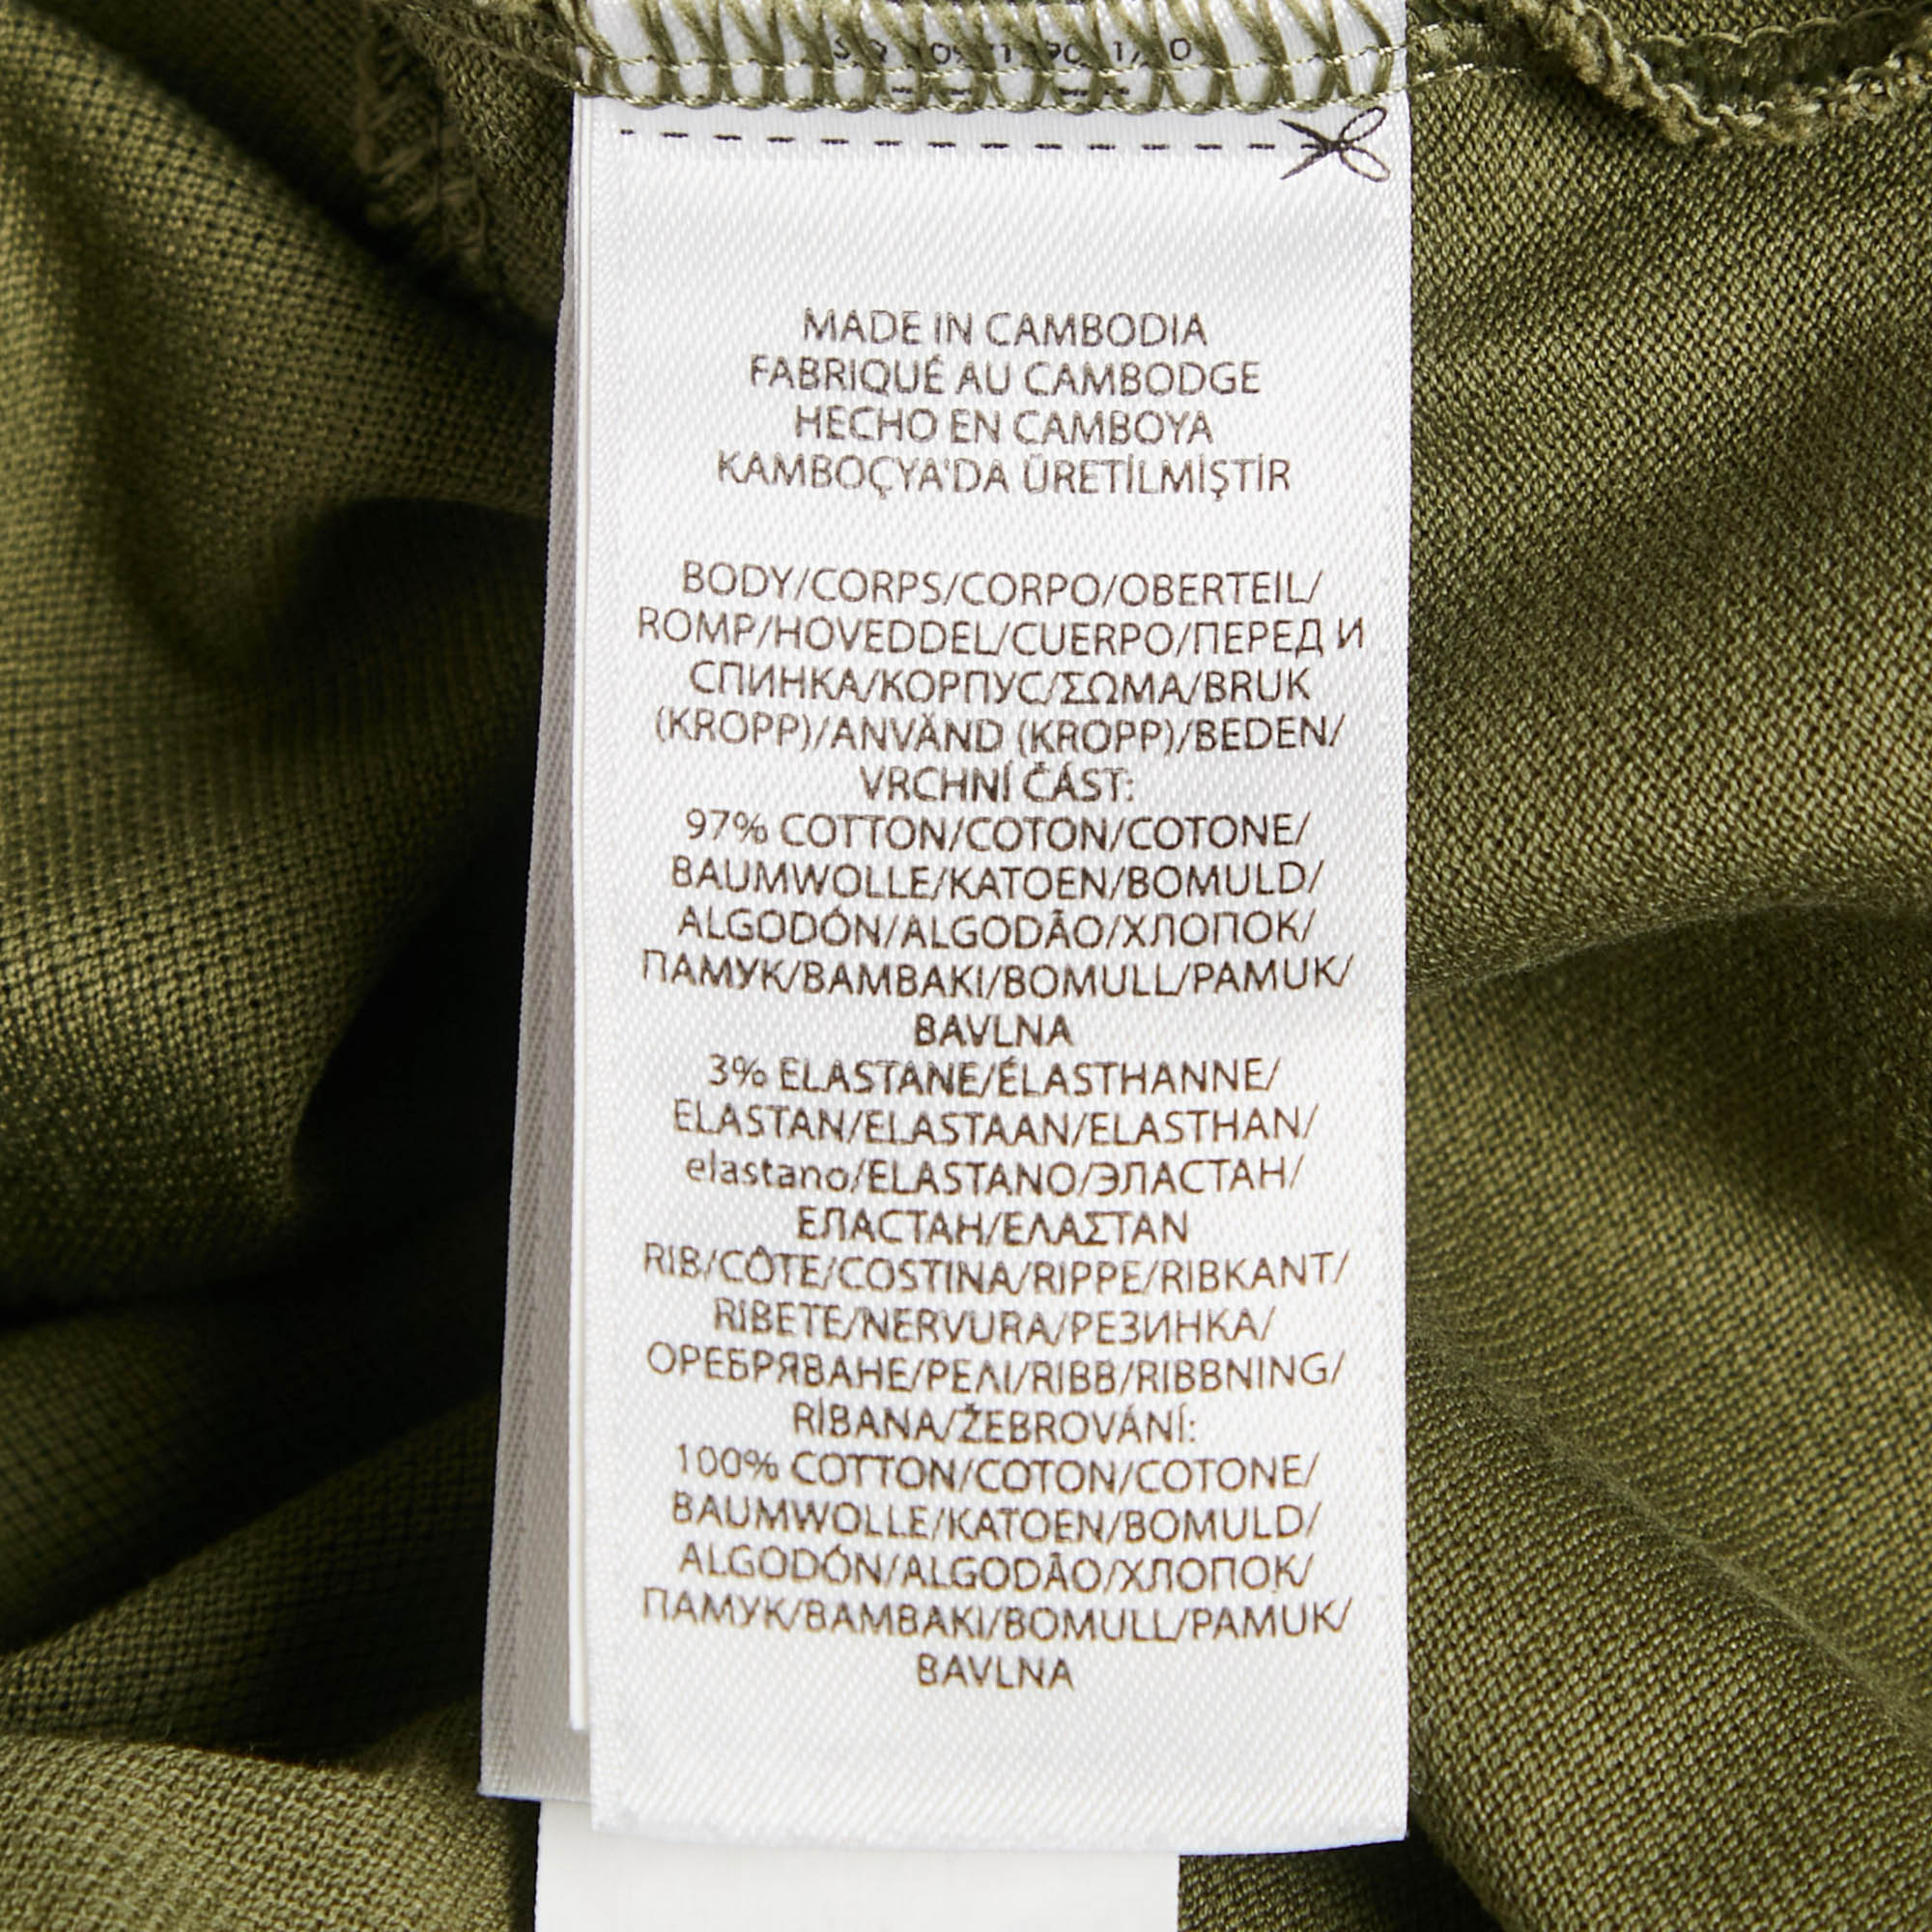 MADE IN CAMBODIA
FABRIQUÉ AU CAMBODGE
HECHO EN CAMBOYA
KAMBOÇYA'DA ÜRETİLMİŞTİR
BODY/CORPS/CORPO/OBERTEIL/
ROMP/HOVEDDEL/CUERPO/ПЕРЕД И
СПИНКА/КОРПУС/ΣΩΜΑ/BRUK
(KROPP)/ANVÄND (KROPP)/BEDEN/
VRCHNÍ ČÁST:
97% COTTON/COTON/COTONE/
BAUMWOLLE/KATOEN/BOMULD/
ALGODÓN/ALGODÃO/ХЛОПОК/
ПАМУК/BAMBAKI/BOMULL/PAMUK/
BAVLNA
3% ELASTANE/ÉLASTHANNE/
ELASTAN/ELASTAAN/ELASTHAN/
elastano/ELASTANO/ЭЛАСТАН/
ЕЛАСТАН/ΕΛΑΣΤΑΝ
RIB/CÔTE/COSTINA/RIPPE/RIBKANT/
RIBETE/NERVURA/РЕЗИНКА/
ОРЕБРЯВАНЕ/ΡΕΛΙ/RIBB/RIBBNING/
RİBANA/ŽEBROVÁNÍ:
100% COTTON/COTON/COTONE/
BAUMWOLLE/KATOEN/BOMULD/
ALGODÓN/ALGODÃO/ХЛОПОК/
ПАМУК/BAMBAKI/BOMULL/PAMUK/
BAVLNA